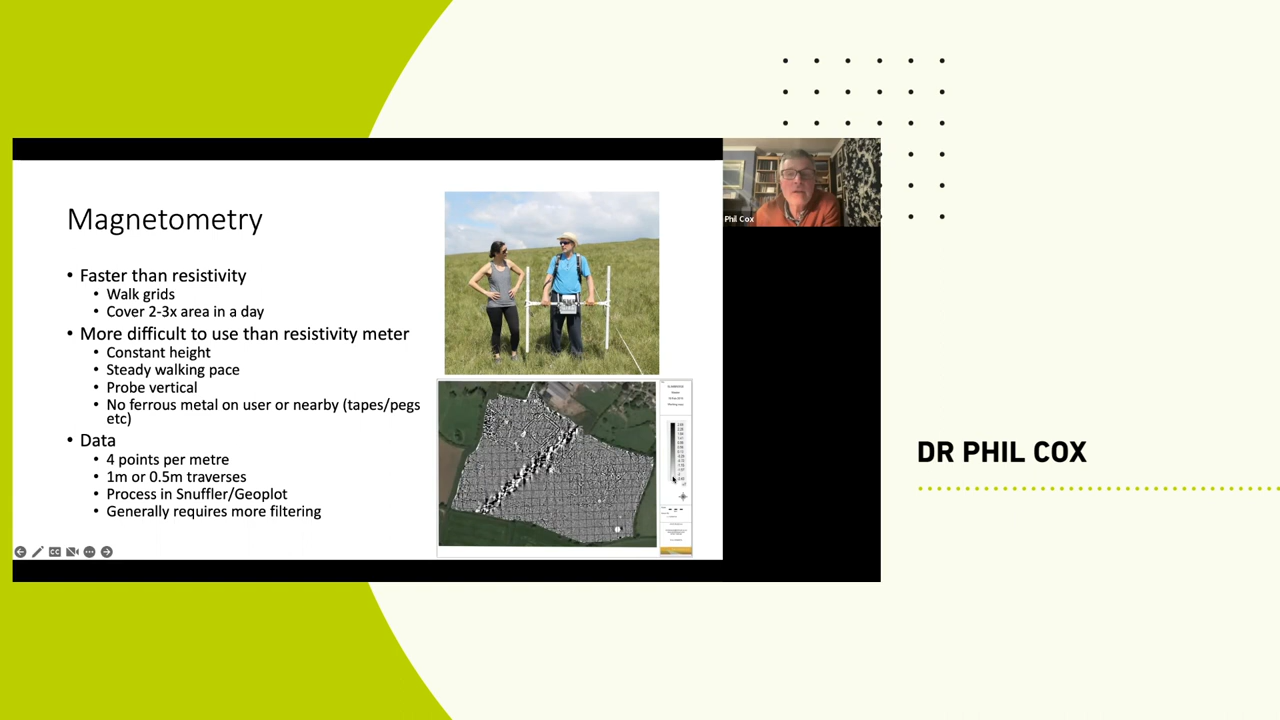 Magnetometry
• Faster than resistivity
• Walk grids
• Cover 2-3x area in a day
• More difficult to use than resistivity meter
• Constant height
• Steady walking pace
• Probe vertical
• No ferrous metal on user or nearby (tapes/pegs
etc)
• Data
• 4 points per metre
• 1m or 0.5m traverses
• Process in Snuffler/Geoplot
• Generally requires more filtering
CC
Phil Cox
DR PHIL COX